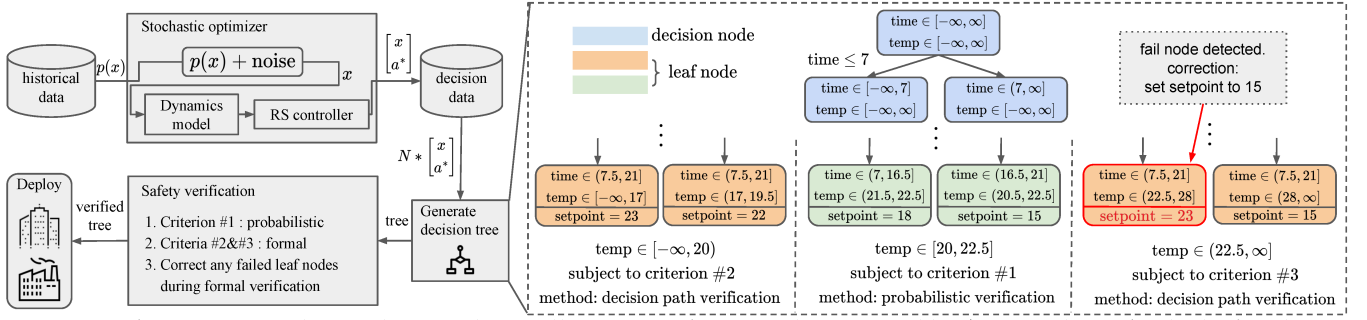 historical
data
p(x)
Stochastic optimizer
p(x) + noise
x
Dynamics
model
RS controller
[x
a*]
decision
data
N * [x
a*]
Generate
decision tree
tree
Safety verification
1. Criterion #1 : probabilistic
2. Criteria #2&#3 : formal
3. Correct any failed leaf nodes
during formal verification
verified
tree
Deploy
decision node
leaf node
time ∈ [−∞, ∞]
temp ∈ [−∞, ∞]
time ≤ 7
time ∈ [−∞, 7]
temp ∈ [−∞, ∞]
time ∈ (7, ∞]
temp ∈ [−∞, ∞]
fail node detected.
correction:
set setpoint to 15
time ∈ (7.5, 21]
temp ∈ [−∞, 17]
setpoint = 23
time ∈ (7.5, 21]
temp ∈ (17, 19.5]
setpoint = 22
temp ∈ [−∞, 20)
subject to criterion #2
method: decision path verification
time ∈ (7, 16.5]
temp ∈ (21.5, 22.5]
setpoint = 18
time ∈ (16.5, 21]
temp ∈ (20.5, 22.5]
setpoint = 15
temp ∈ [20, 22.5]
subject to criterion #1
method: probabilistic verification
time ∈ (7.5, 21]
temp ∈ (22.5, 28]
setpoint = 23
time ∈ (7.5, 21]
temp ∈ (28, ∞]
setpoint = 15
temp ∈ (22.5, ∞]
subject to criterion #3
method: decision path verification